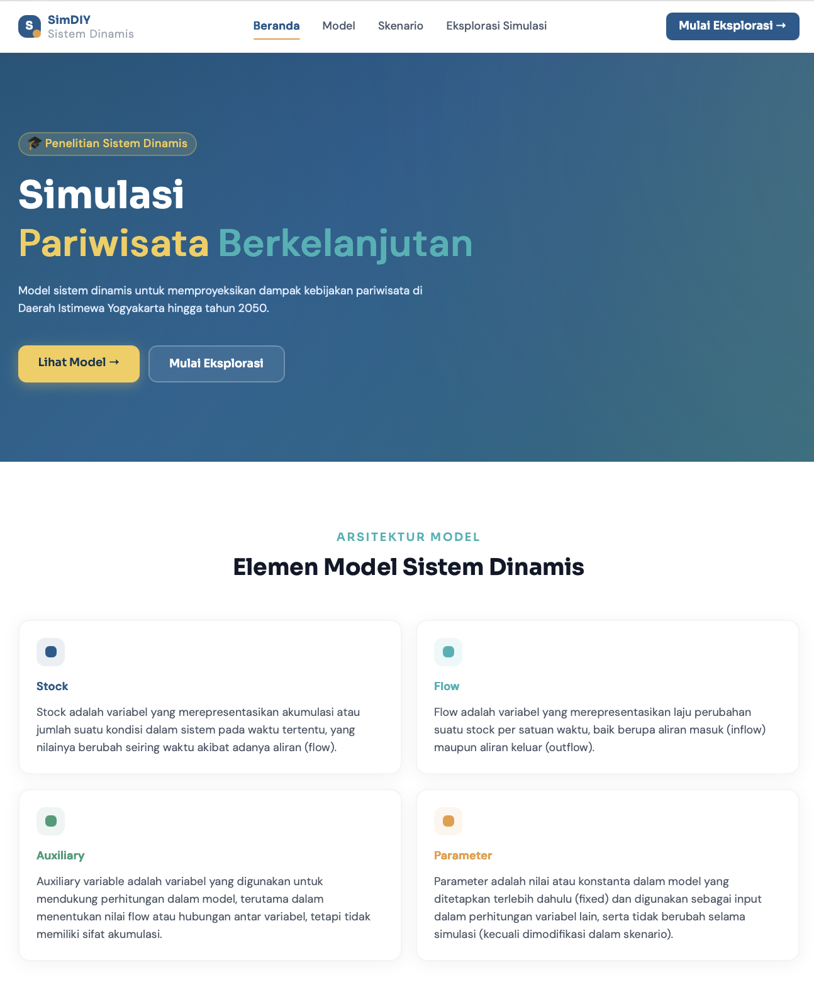 S
SimDIY
Sistem Dinamis
Beranda
Model
Skenario
Eksplorasi Simulasi
Mulai Eksplorasi →
🎓 Penelitian Sistem Dinamis
Simulasi
Pariwisata Berkelanjutan
Model sistem dinamis untuk memproyeksikan dampak kebijakan pariwisata di
Daerah Istimewa Yogyakarta hingga tahun 2050.
Lihat Model →
Mulai Eksplorasi
ARSITEKTUR MODEL
Elemen Model Sistem Dinamis
Stock
Stock adalah variabel yang merepresentasikan akumulasi atau
jumlah suatu kondisi dalam sistem pada waktu tertentu, yang
nilainya berubah seiring waktu akibat adanya aliran (flow).
Flow
Flow adalah variabel yang merepresentasikan laju perubahan
suatu stock per satuan waktu, baik berupa aliran masuk (inflow)
maupun aliran keluar (outflow).
Auxiliary
Auxiliary variable adalah variabel yang digunakan untuk
mendukung perhitungan dalam model, terutama dalam
menentukan nilai flow atau hubungan antar variabel, tetapi tidak
memiliki sifat akumulasi.
Parameter
Parameter adalah nilai atau konstanta dalam model yang
ditetapkan terlebih dahulu (fixed) dan digunakan sebagai input
dalam perhitungan variabel lain, serta tidak berubah selama
simulasi (kecuali dimodifikasi dalam skenario).